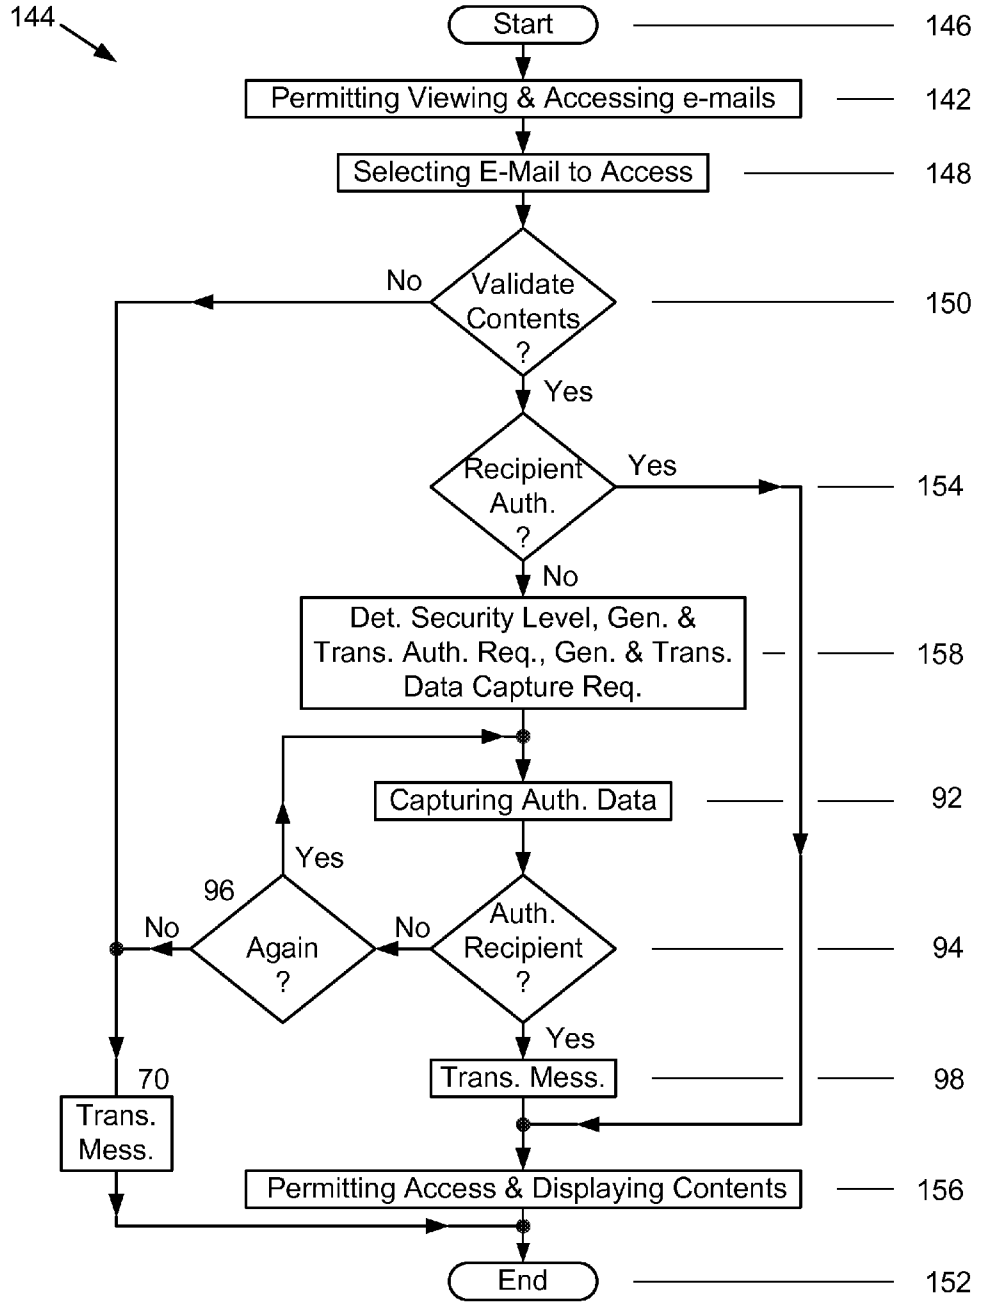 144
Start
146
Permitting Viewing & Accessing e-mails
142
Selecting E-Mail to Access
148
No
Validate
Contents
?
150
Yes
Recipient
Auth.
?
Yes
154
No
Det. Security Level, Gen. &
Trans. Auth. Req., Gen. & Trans.
Data Capture Req.
158
Capturing Auth. Data
92
Yes
96
No
Again
?
No
Auth.
Recipient
?
94
Yes
70
Trans. Mess.
98
Trans.
Mess.
Permitting Access & Displaying Contents
156
End
152